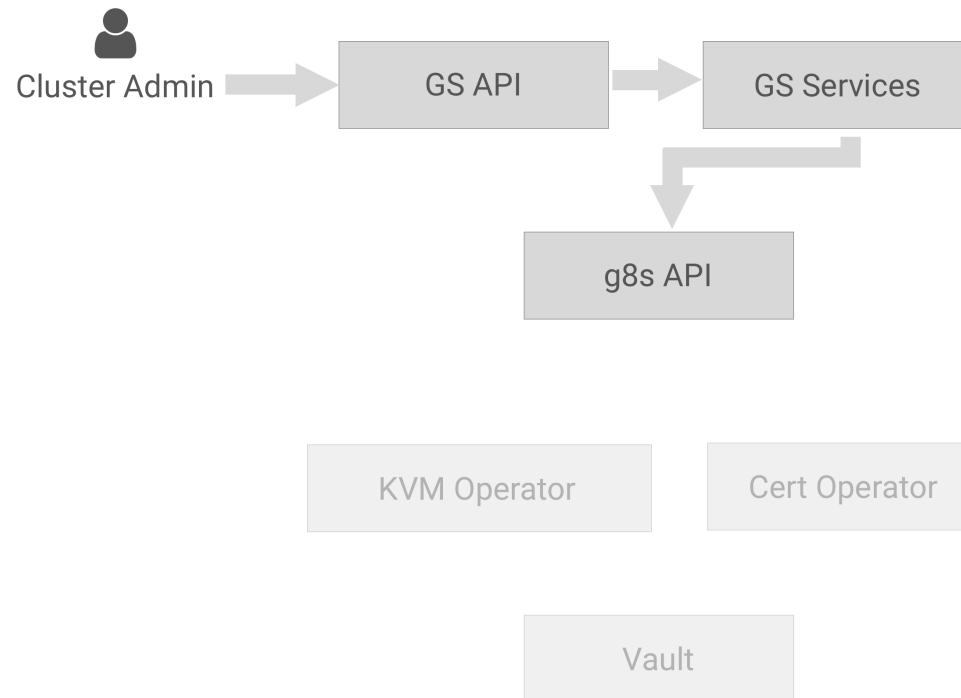 Cluster Admin
GS API
GS Services
g8s API
KVM Operator
Cert Operator
Vault